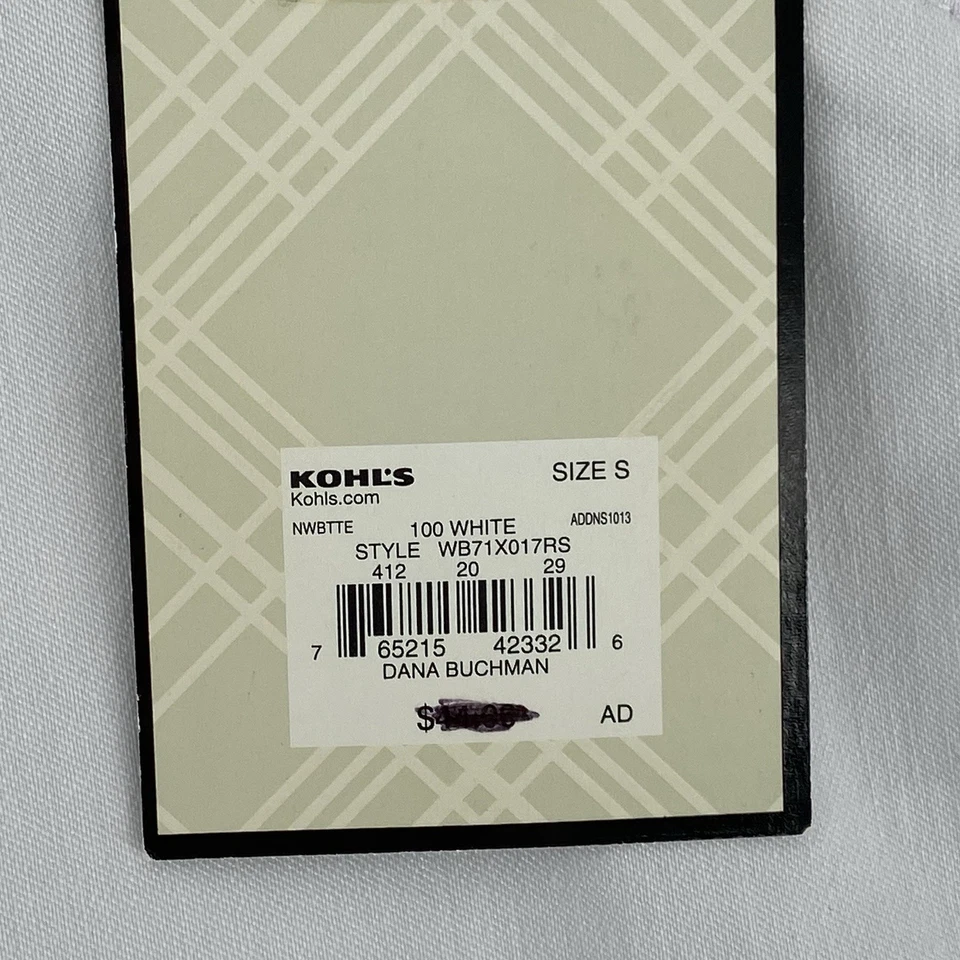 KOHL'S SIZE S
Kohls.com
NWBTTE 100 WHITE ADDNS1013
STYLE WB71X017RS
412 20 29
7 65215 42332 6
DANA BUCHMAN
$ AD